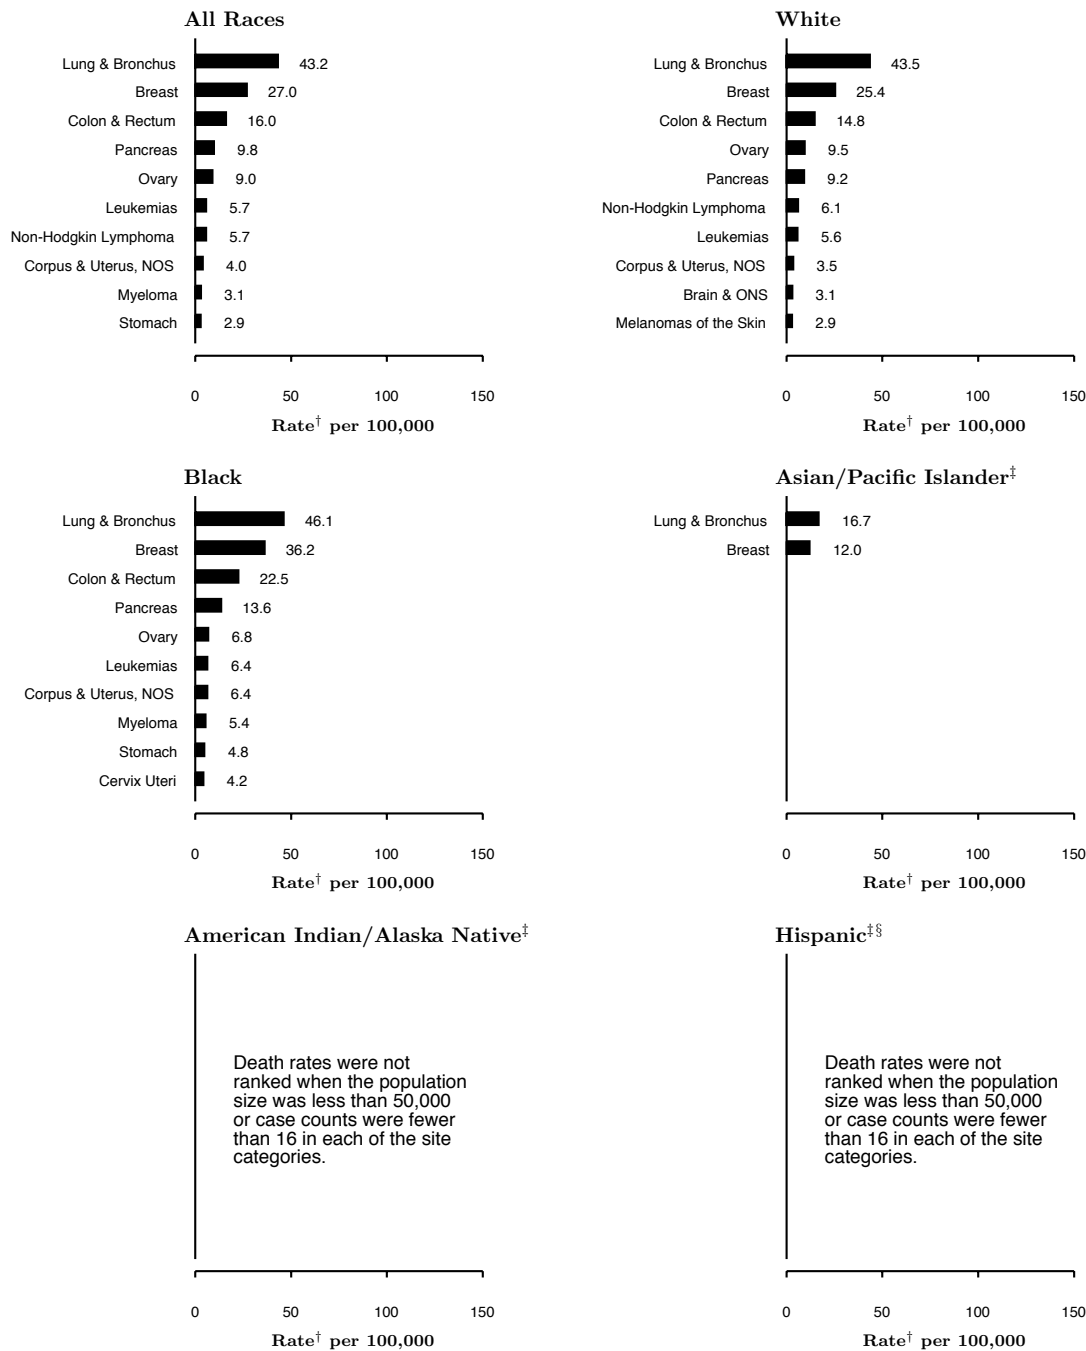 All Races
Lung & Bronchus 43.2
Breast 27.0
Colon & Rectum 16.0
Pancreas 9.8
Ovary 9.0
Leukemias 5.7
Non-Hodgkin Lymphoma 5.7
Corpus & Uterus, NOS 4.0
Myeloma 3.1
Stomach 2.9
0 50 100 150
Rate† per 100,000
White
Lung & Bronchus 43.5
Breast 25.4
Colon & Rectum 14.8
Ovary 9.5
Pancreas 9.2
Non-Hodgkin Lymphoma 6.1
Leukemias 5.6
Corpus & Uterus, NOS 3.5
Brain & ONS 3.1
Melanomas of the Skin 2.9
0 50 100 150
Rate† per 100,000
Black
Lung & Bronchus 46.1
Breast 36.2
Colon & Rectum 22.5
Pancreas 13.6
Ovary 6.8
Leukemias 6.4
Corpus & Uterus, NOS 6.4
Myeloma 5.4
Stomach 4.8
Cervix Uteri 4.2
0 50 100 150
Rate† per 100,000
Asian/Pacific Islander‡
Lung & Bronchus 16.7
Breast 12.0
0 50 100 150
Rate† per 100,000
American Indian/Alaska Native‡
Death rates were not
ranked when the population
size was less than 50,000
or case counts were fewer
than 16 in each of the site
categories.
0 50 100 150
Rate† per 100,000
Hispanic‡§
Death rates were not
ranked when the population
size was less than 50,000
or case counts were fewer
than 16 in each of the site
categories.
0 50 100 150
Rate† per 100,000